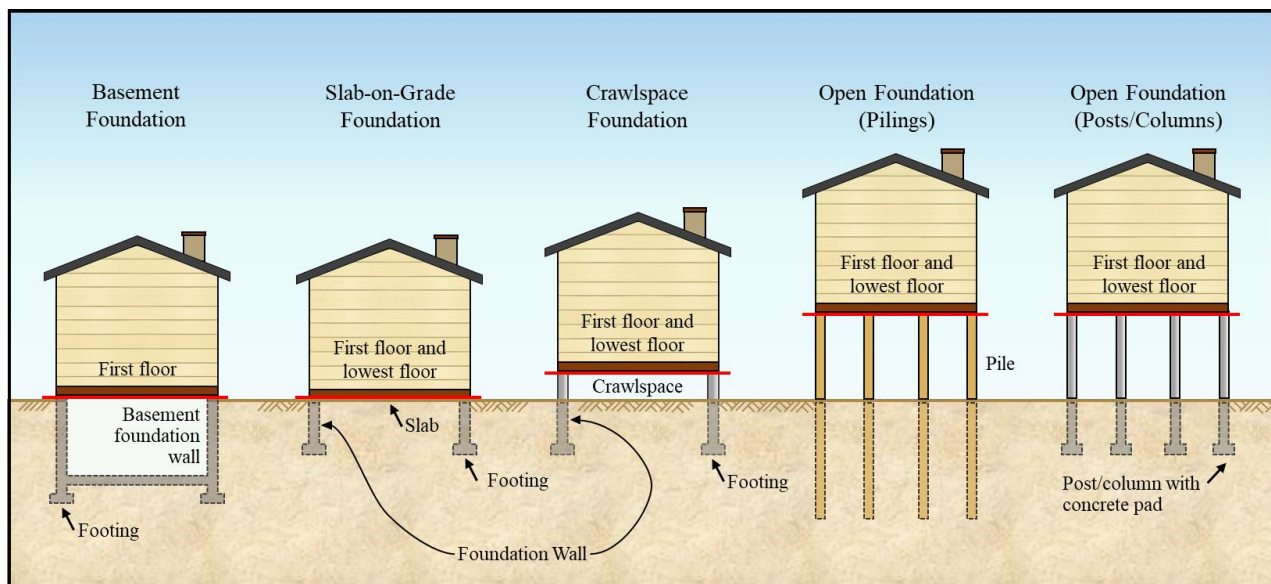 Basement
Foundation
Slab-on-Grade
Foundation
Crawlspace
Foundation
Open Foundation
(Pilings)
Open Foundation
(Posts/Columns)
First floor
Basement
foundation
wall
Footing
First floor and
lowest floor
Slab
Footing
First floor and
lowest floor
Crawlspace
Footing
Foundation Wall
First floor and
lowest floor
Pile
First floor and
lowest floor
Post/column with
concrete pad